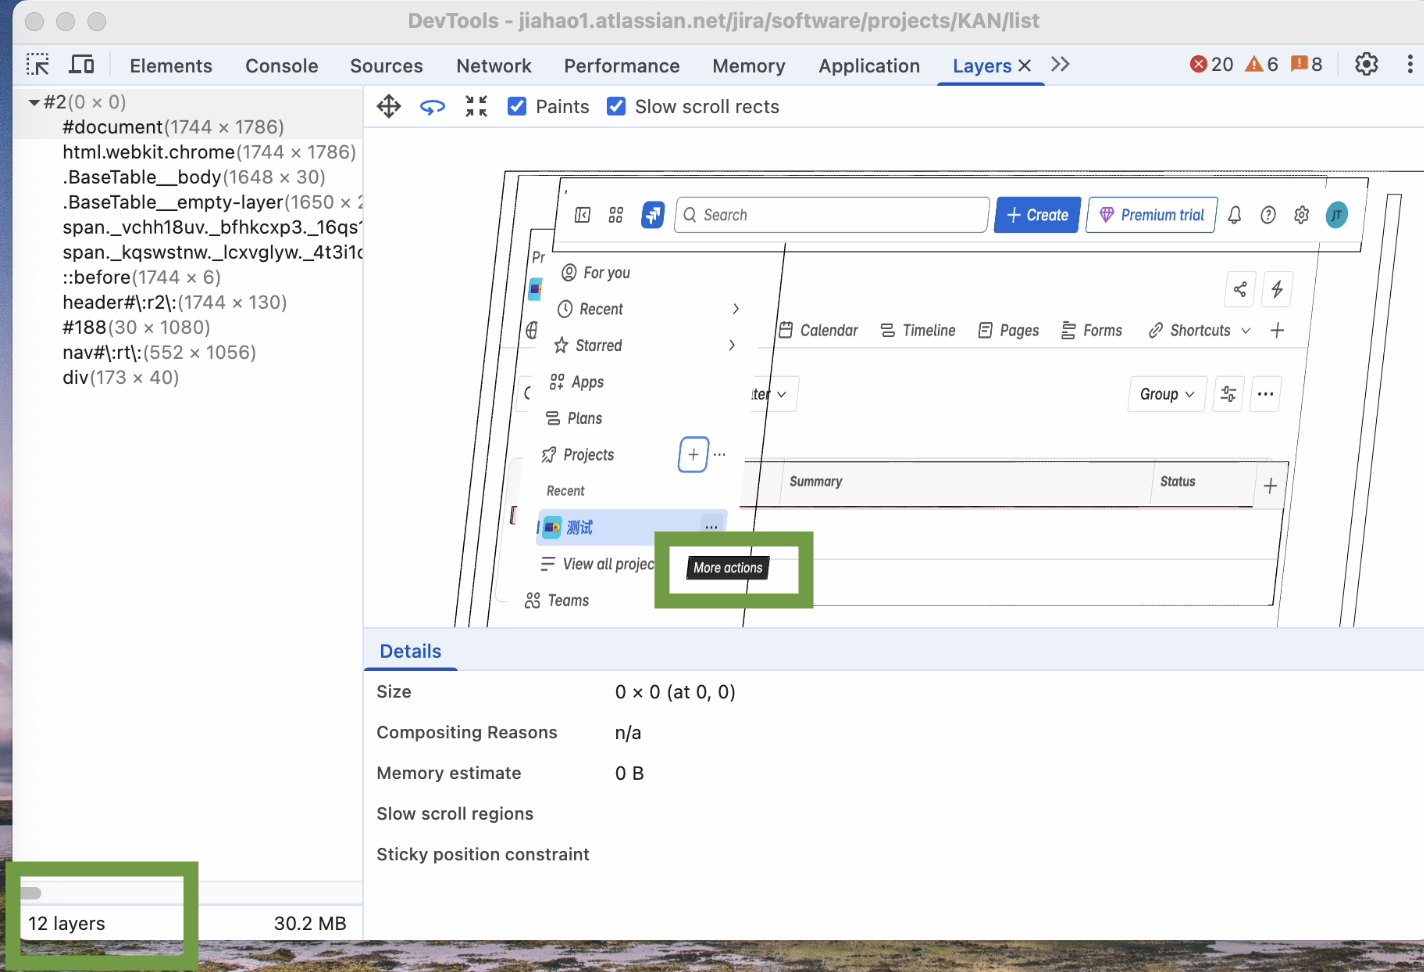 DevTools - jiahao1.atlassian.net/jira/software/projects/KAN/list
Elements Console Sources Network Performance Memory Application Layers 20 6 8
#2(0 × 0)
#document(1744 × 1786)
html.webkit.chrome(1744 × 1786)
.BaseTable__body(1648 × 30)
.BaseTable__empty-layer(1650 × 2
span._vchh18uv._bfhkcxp3._16qs1
span._kqswstnw._lcxvglyw._4t3i1c
::before(1744 × 6)
header#\:r2\:(1744 × 130)
#188(30 × 1080)
nav#\:rt\:(552 × 1056)
div(173 × 40)
12 layers 30.2 MB
Paints Slow scroll rects
Search Create Premium trial JT
Pr
For you
Recent
Starred
Apps
Plans
Projects
Recent
测试
View all projec
Teams
More actions
Calendar Timeline Pages Forms Shortcuts
lter Group
Summary Status
Details
Size 0 × 0 (at 0, 0)
Compositing Reasons n/a
Memory estimate 0 B
Slow scroll regions
Sticky position constraint